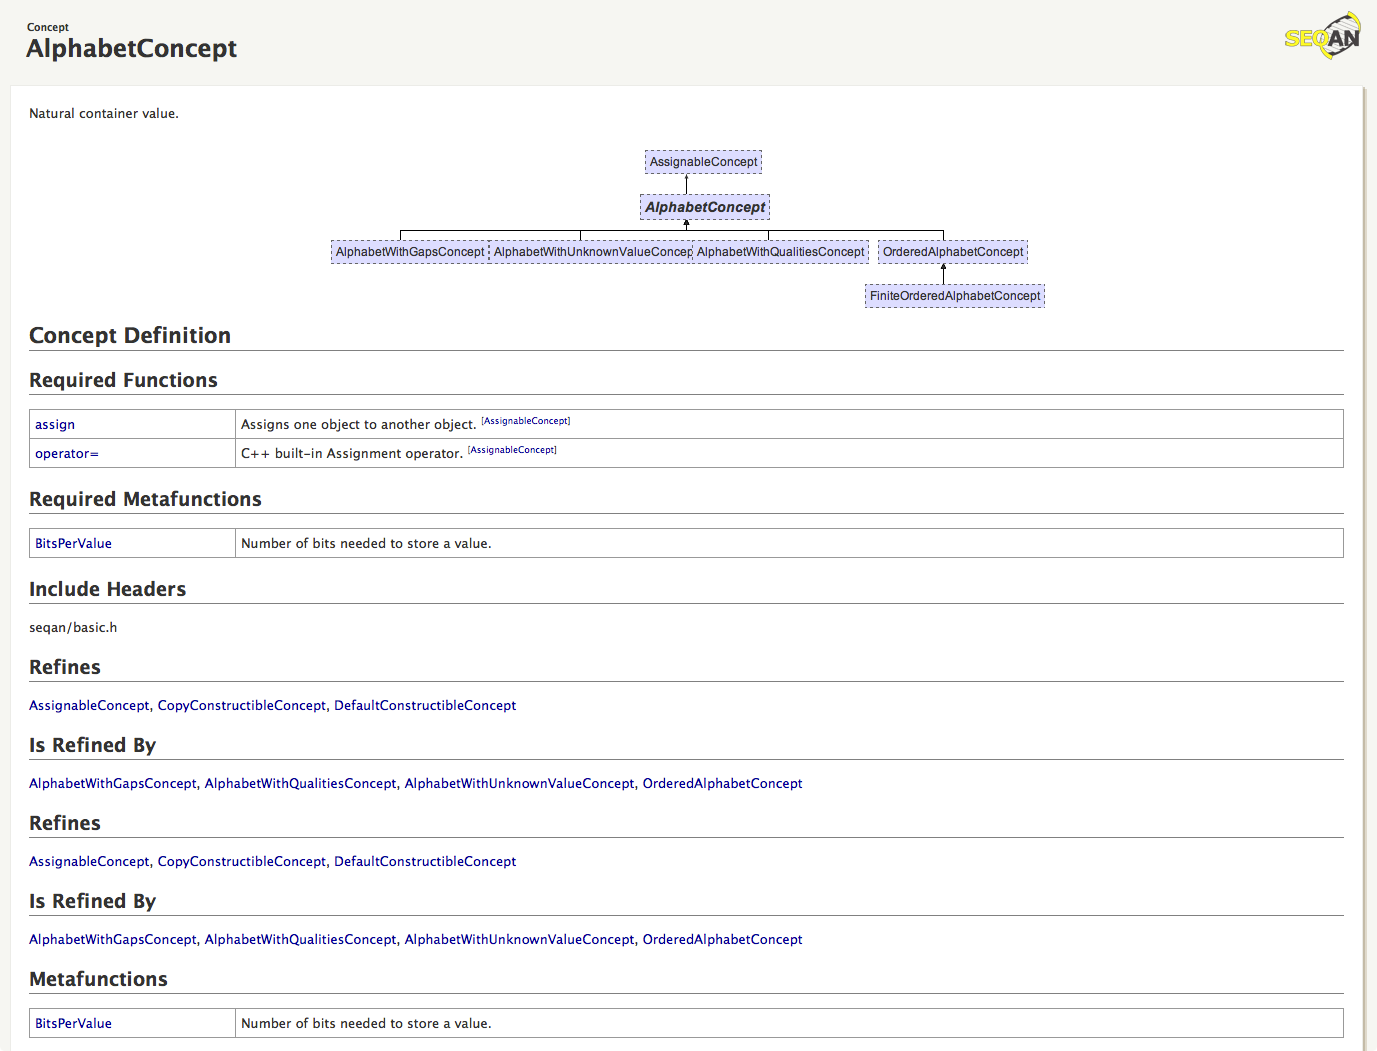 Concept
AlphabetConcept
SEQAN
Natural container value.
AssignableConcept
AlphabetConcept
AlphabetWithGapsConcept AlphabetWithUnknownValueConcep AlphabetWithQualitiesConcept OrderedAlphabetConcept
FiniteOrderedAlphabetConcept
Concept Definition
Required Functions
assign Assigns one object to another object. [AssignableConcept]
operator= C++ built-in Assignment operator. [AssignableConcept]
Required Metafunctions
BitsPerValue Number of bits needed to store a value.
Include Headers
seqan/basic.h
Refines
AssignableConcept, CopyConstructibleConcept, DefaultConstructibleConcept
Is Refined By
AlphabetWithGapsConcept, AlphabetWithQualitiesConcept, AlphabetWithUnknownValueConcept, OrderedAlphabetConcept
Refines
AssignableConcept, CopyConstructibleConcept, DefaultConstructibleConcept
Is Refined By
AlphabetWithGapsConcept, AlphabetWithQualitiesConcept, AlphabetWithUnknownValueConcept, OrderedAlphabetConcept
Metafunctions
BitsPerValue Number of bits needed to store a value.